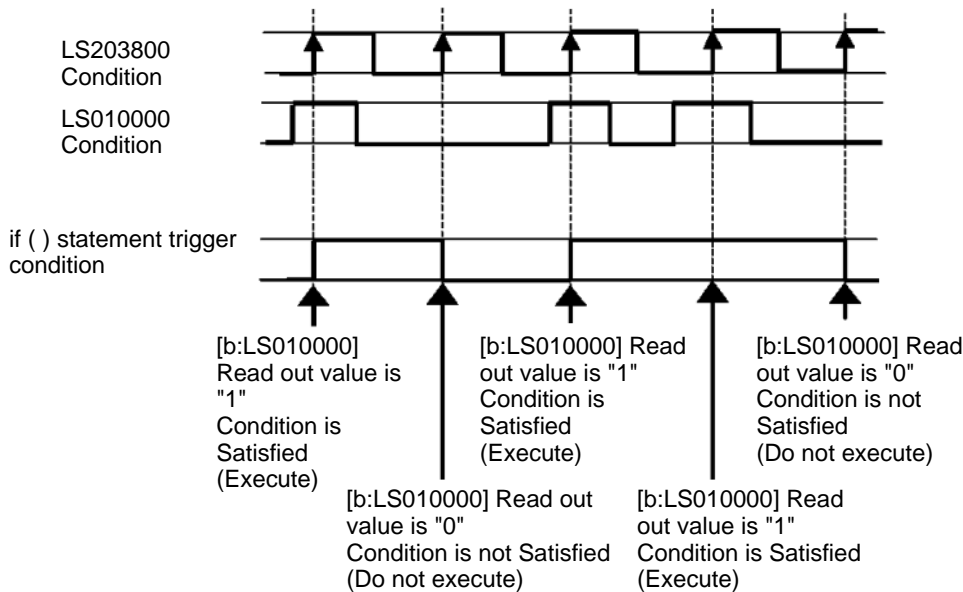 LS203800
Condition
LS010000
Condition
if ( ) statement trigger
condition
[b:LS010000]
Read out value is
"1"
Condition is
Satisfied
(Execute)
[b:LS010000] Read
out value is "1"
Condition is
Satisfied
(Execute)
[b:LS010000] Read
out value is "0"
Condition is not
Satisfied
(Do not execute)
[b:LS010000] Read out
value is "0"
Condition is not Satisfied
(Do not execute)
[b:LS010000] Read
out value is "1"
Condition is Satisfied
(Execute)